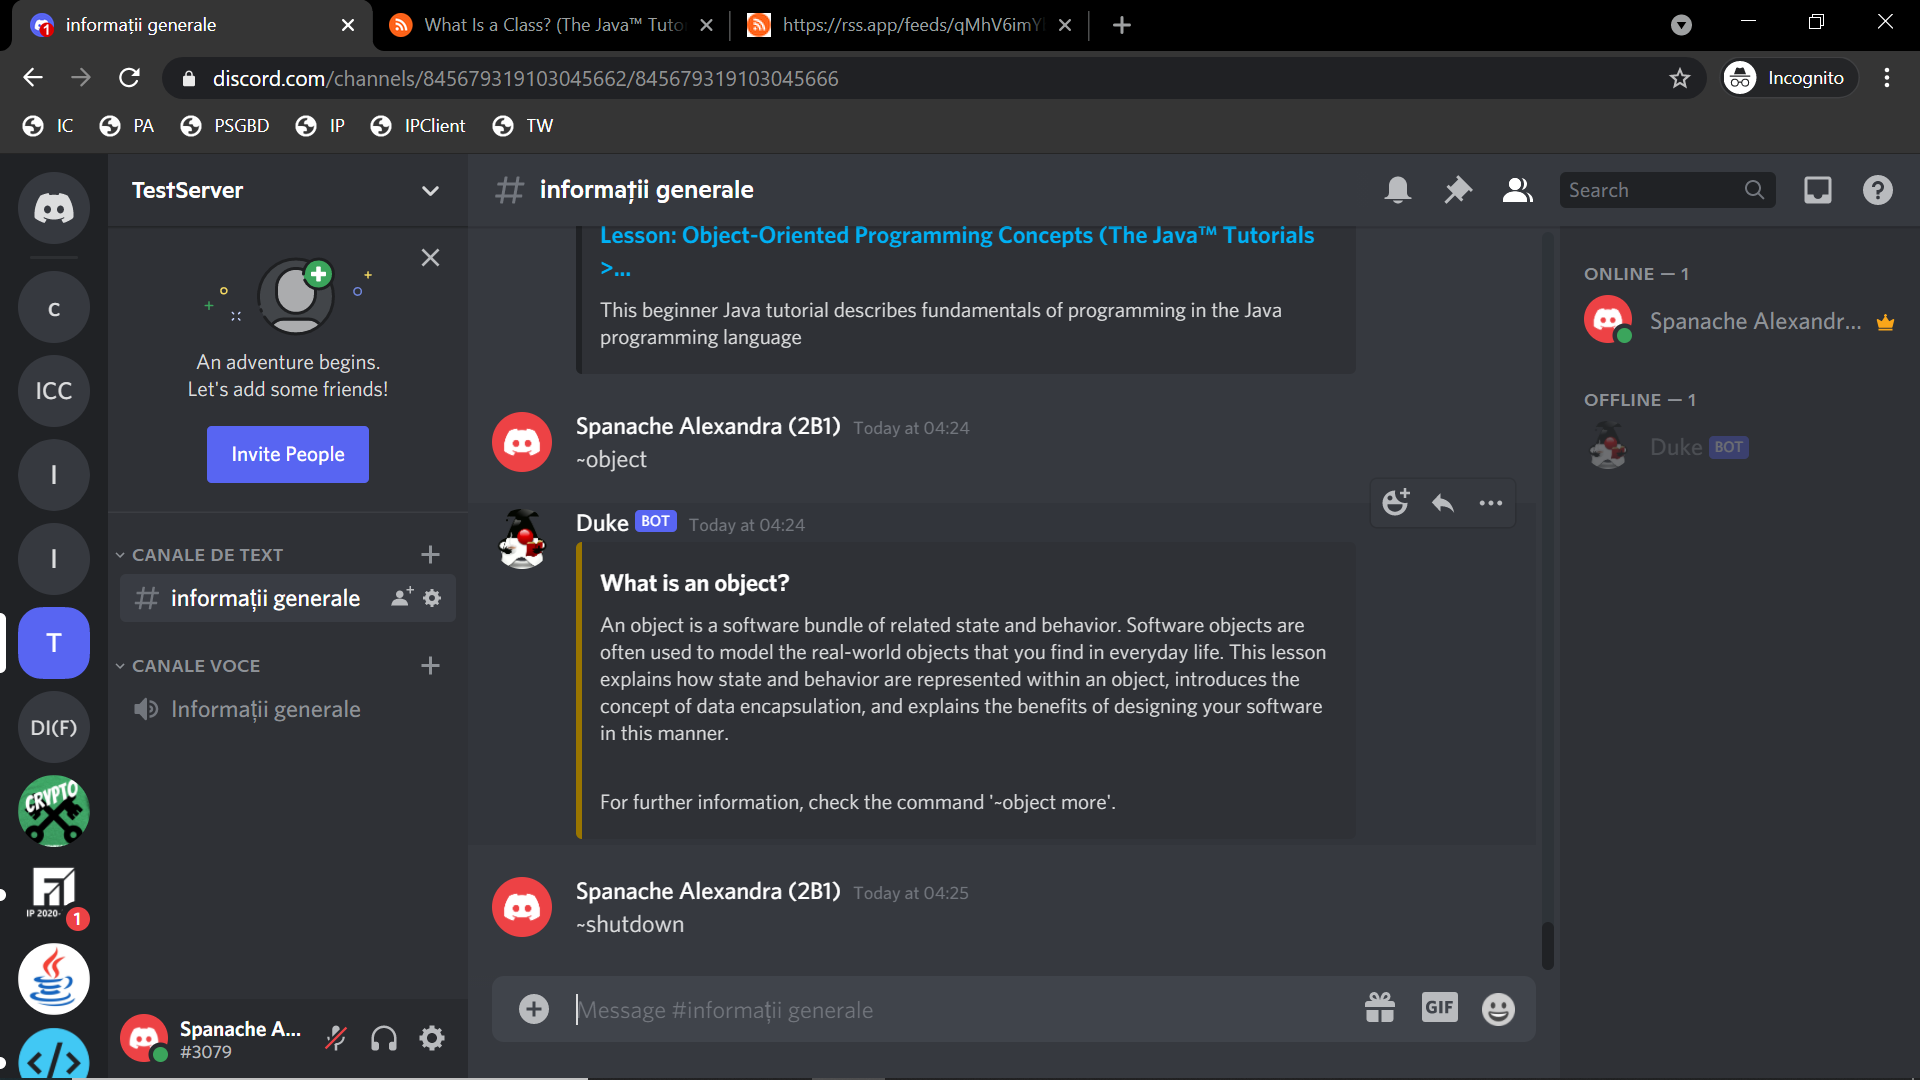 informații generale
What Is a Class? (The Java™ Tuto
https://rss.app/feeds/qMhV6imY
discord.com/channels/845679319103045662/845679319103045666
Incognito
IC
PA
PSGBD
IP
IPClient
TW
TestServer
informații generale
Search
c
ICC
I
I
T
DI(F)
CRYPTO
IP 2020-
1
An adventure begins.
Let's add some friends!
Invite People
CANALE DE TEXT
informații generale
CANALE VOCE
Informații generale
Spanache A...
#3079
Lesson: Object-Oriented Programming Concepts (The Java™ Tutorials
>...
This beginner Java tutorial describes fundamentals of programming in the Java
programming language
Spanache Alexandra (2B1) Today at 04:24
~object
Duke BOT Today at 04:24
What is an object?
An object is a software bundle of related state and behavior. Software objects are
often used to model the real-world objects that you find in everyday life. This lesson
explains how state and behavior are represented within an object, introduces the
concept of data encapsulation, and explains the benefits of designing your software
in this manner.
For further information, check the command '~object more'.
Spanache Alexandra (2B1) Today at 04:25
~shutdown
Message #informații generale
GIF
ONLINE — 1
Spanache Alexandr...
OFFLINE — 1
Duke BOT